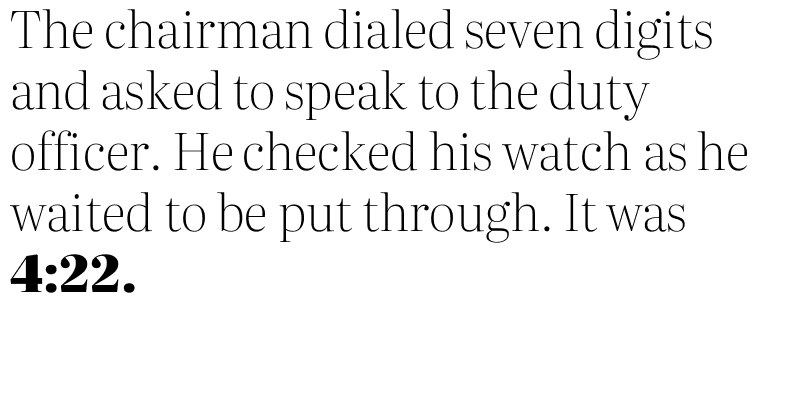 The chairman dialed seven digits
and asked to speak to the duty
officer. He checked his watch as he
waited to be put through. It was
4:22.